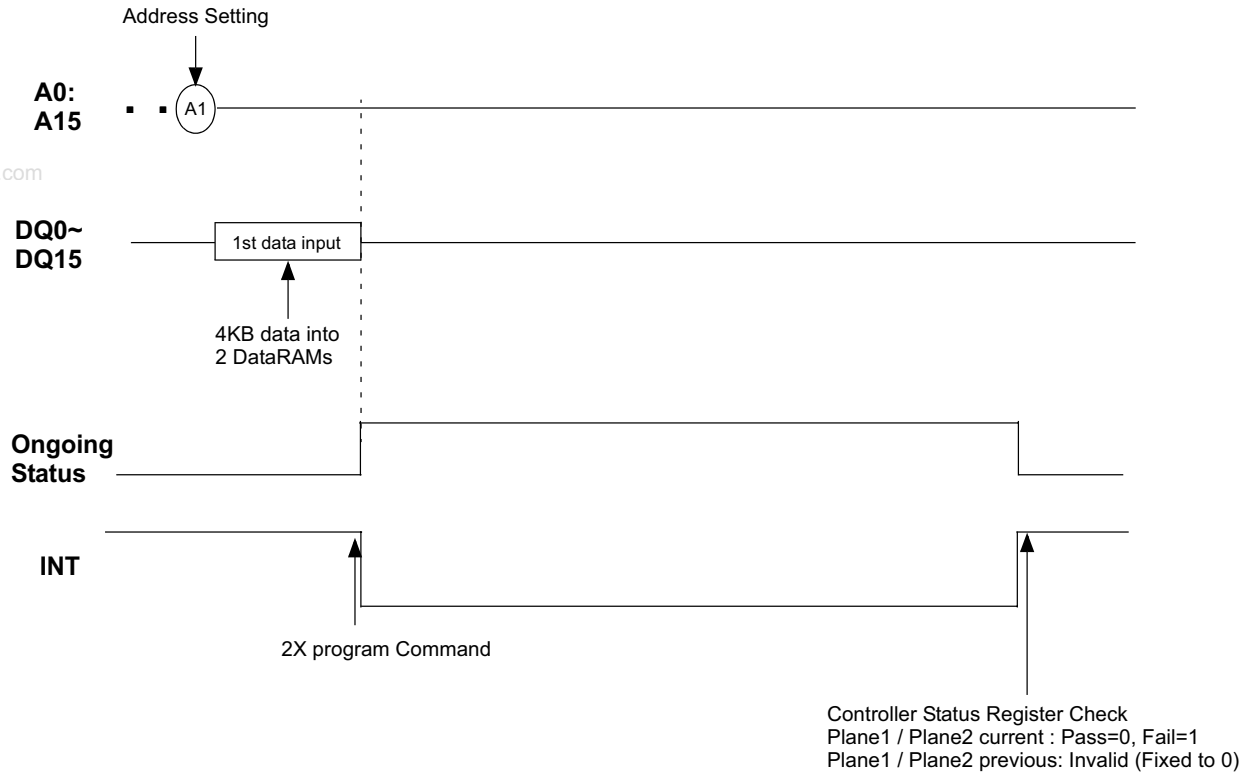 Address Setting
A0:
A15
A1
com
DQ0~
DQ15
1st data input
4KB data into
2 DataRAMs
Ongoing
Status
INT
2X program Command
Controller Status Register Check
Plane1 / Plane2 current : Pass=0, Fail=1
Plane1 / Plane2 previous: Invalid (Fixed to 0)